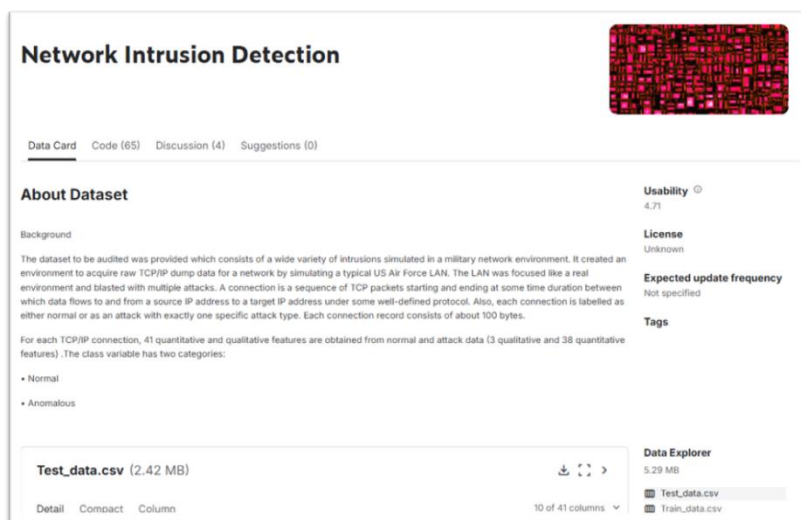 Network Intrusion Detection
Data Card Code (65) Discussion (4) Suggestions (0)
About Dataset
Background
The dataset to be audited was provided which consists of a wide variety of intrusions simulated in a military network environment. It created an
environment to acquire raw TCP/IP dump data for a network by simulating a typical US Air Force LAN. The LAN was focused like a real
environment and blasted with multiple attacks. A connection is a sequence of TCP packets starting and ending at some time duration between
which data flows to and from a source IP address to a target IP address under some well-defined protocol. Also, each connection is labelled as
either normal or as an attack with exactly one specific attack type. Each connection record consists of about 100 bytes.
For each TCP/IP connection, 41 quantitative and qualitative features are obtained from normal and attack data (3 qualitative and 38 quantitative
features) .The class variable has two categories:
• Normal
• Anomalous
Usability
4.71
License
Unknown
Expected update frequency
Not specified
Tags
Test_data.csv (2.42 MB)
Detail Compact Column 10 of 41 columns
Data Explorer
5.29 MB
Test_data.csv
Train_data.csv